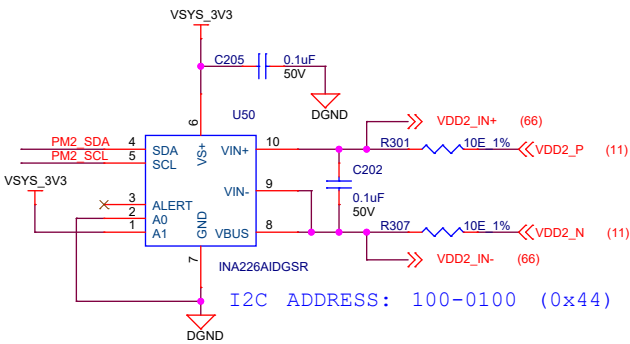 VSYS_3V3
C205
0.1uF
50V
DGND
U50
VDD2_IN+ (66)
6
VS+
PM2_SDA 4 SDA
PM2_SCL 5 SCL
VIN+ 10
R301 10E_1% VDD2_P (11)
C202
0.1uF
50V
VSYS_3V3
VIN- 9
3 ALERT
2 A0
1 A1
GND
7
VBUS 8
R307 10E_1% VDD2_N (11)
VDD2_IN- (66)
INA226AIDGSR
I2C ADDRESS: 100-0100 (0x44)
DGND